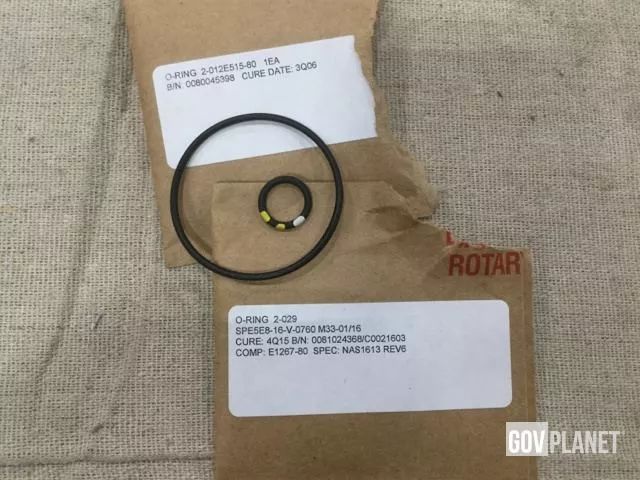 O-RING 2-012E515-80 1EA
B/N 0080045398 CURE DATE: 3Q06
ROTAR
O-RING 2-029
SPE5E8-16-V-0760 M33-01/16
CURE: 4Q15 B/N: 0081024368/C0021603
COMP: E1267-80 SPEC: NAS1613 REV6
GOVPLANET